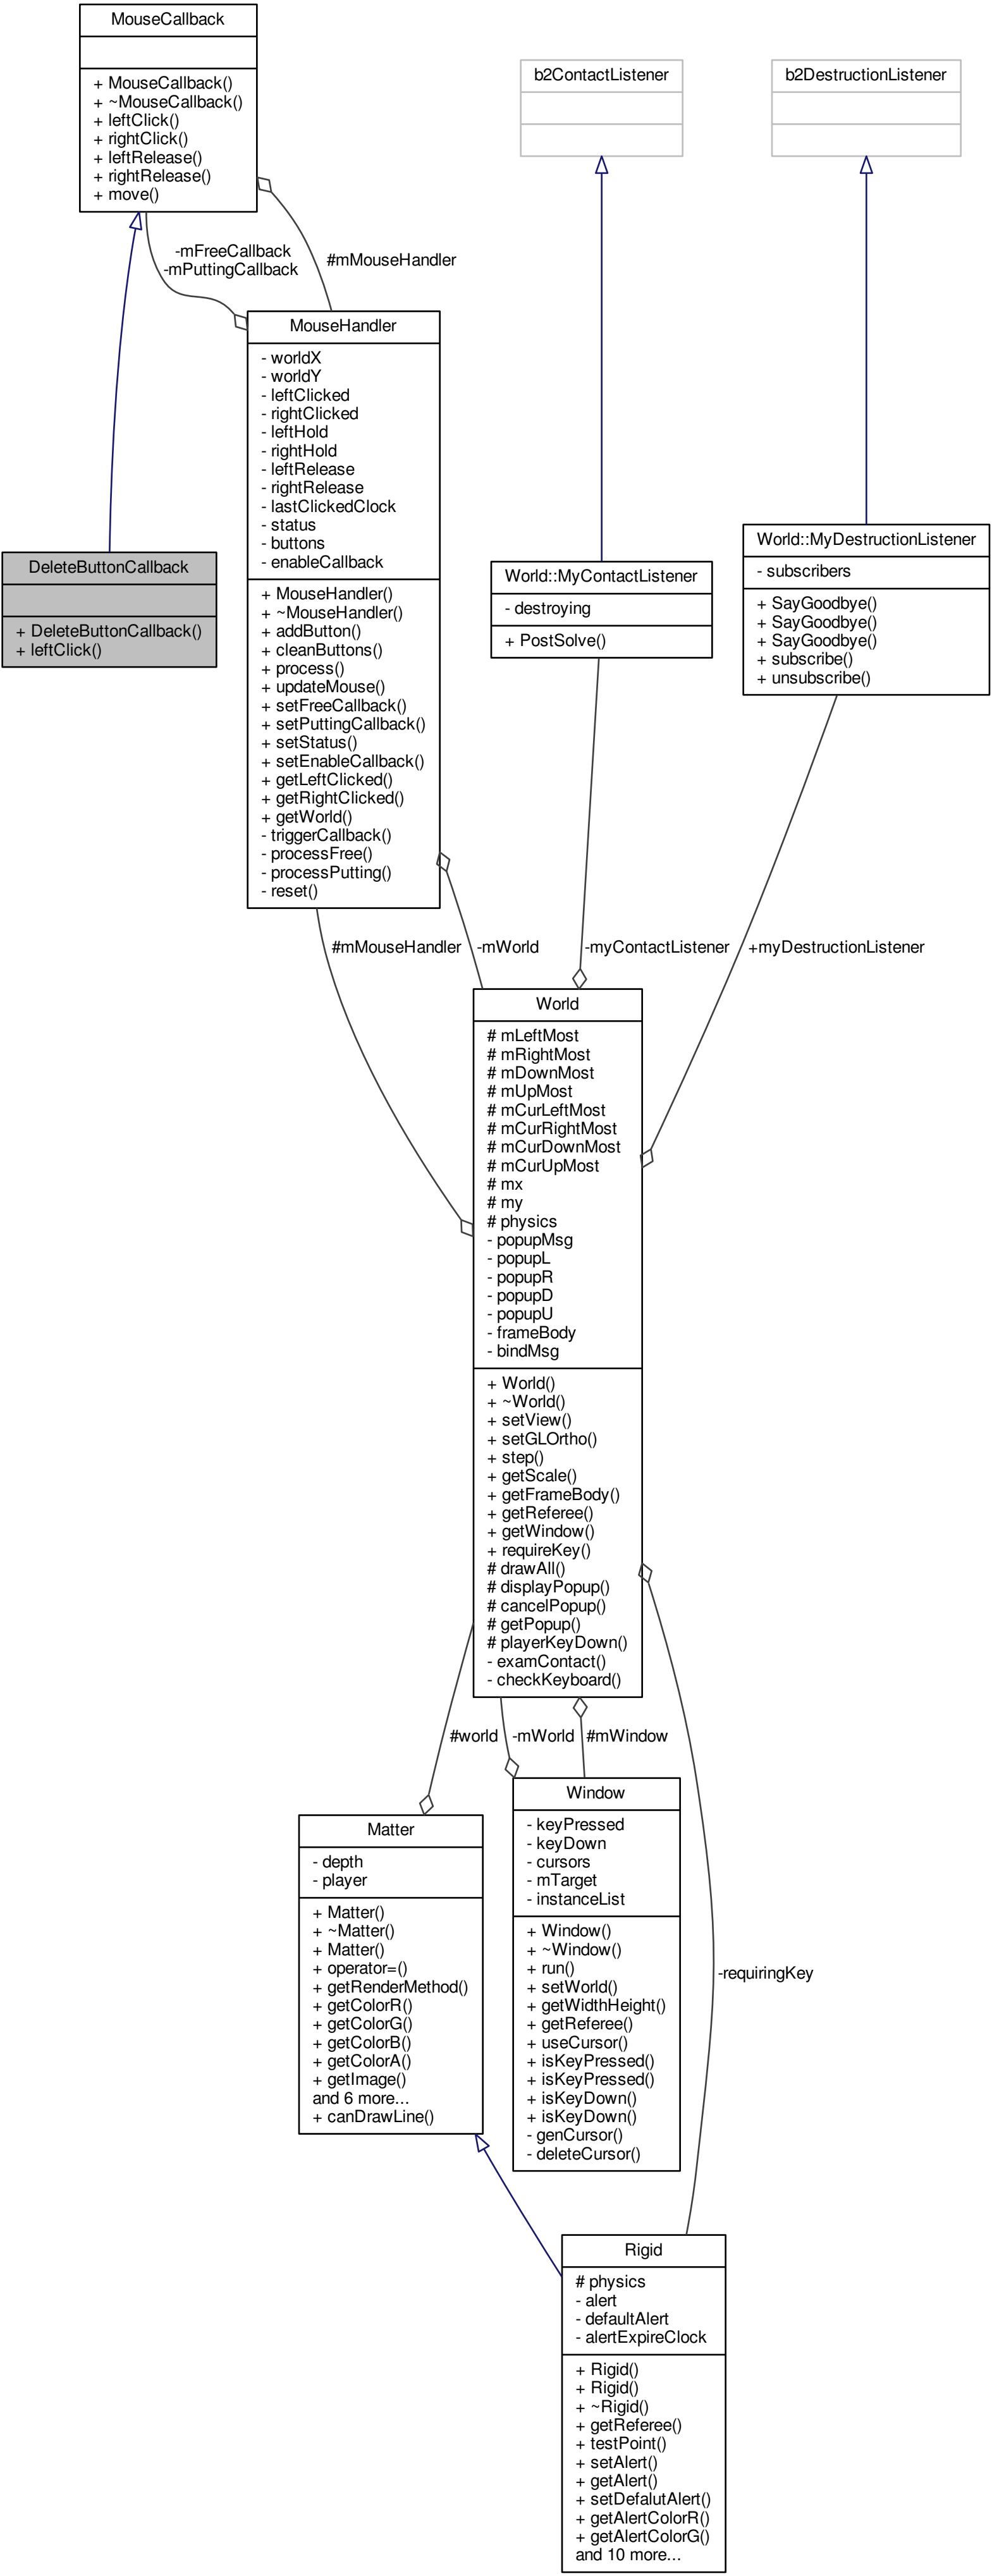 MouseCallback
+ MouseCallback()
+ ~MouseCallback()
+ leftClick()
+ rightClick()
+ leftRelease()
+ rightRelease()
+ move()
b2ContactListener
b2DestructionListener
-mFreeCallback
-mPuttingCallback
#mMouseHandler
MouseHandler
- worldX
- worldY
- leftClicked
- rightClicked
- leftHold
- rightHold
- leftRelease
- rightRelease
- lastClickedClock
- status
- buttons
- enableCallback
+ MouseHandler()
+ ~MouseHandler()
+ addButton()
+ cleanButtons()
+ process()
+ updateMouse()
+ setFreeCallback()
+ setPuttingCallback()
+ setStatus()
+ setEnableCallback()
+ getLeftClicked()
+ getRightClicked()
+ getWorld()
- triggerCallback()
- processFree()
- processPutting()
- reset()
DeleteButtonCallback
+ DeleteButtonCallback()
+ leftClick()
World::MyContactListener
- destroying
+ PostSolve()
World::MyDestructionListener
- subscribers
+ SayGoodbye()
+ SayGoodbye()
+ SayGoodbye()
+ subscribe()
+ unsubscribe()
#mMouseHandler
-mWorld
-myContactListener
+myDestructionListener
World
# mLeftMost
# mRightMost
# mDownMost
# mUpMost
# mCurLeftMost
# mCurRightMost
# mCurDownMost
# mCurUpMost
# mx
# my
# physics
- popupMsg
- popupL
- popupR
- popupD
- popupU
- frameBody
- bindMsg
+ World()
+ ~World()
+ setView()
+ setGLOrtho()
+ step()
+ getScale()
+ getFrameBody()
+ getReferee()
+ getWindow()
+ requireKey()
# drawAll()
# displayPopup()
# cancelPopup()
# getPopup()
# playerKeyDown()
- examContact()
- checkKeyboard()
#world
-mWorld
#mWindow
Matter
- depth
- player
+ Matter()
+ ~Matter()
+ Matter()
+ operator=()
+ getRenderMethod()
+ getColorR()
+ getColorG()
+ getColorB()
+ getColorA()
+ getImage()
and 6 more...
+ canDrawLine()
Window
- keyPressed
- keyDown
- cursors
- mTarget
- instanceList
+ Window()
+ ~Window()
+ run()
+ setWorld()
+ getWidthHeight()
+ getReferee()
+ useCursor()
+ isKeyPressed()
+ isKeyPressed()
+ isKeyDown()
+ isKeyDown()
- genCursor()
- deleteCursor()
-requiringKey
Rigid
# physics
- alert
- defaultAlert
- alertExpireClock
+ Rigid()
+ Rigid()
+ ~Rigid()
+ getReferee()
+ testPoint()
+ setAlert()
+ getAlert()
+ setDefalutAlert()
+ getAlertColorR()
+ getAlertColorG()
and 10 more...